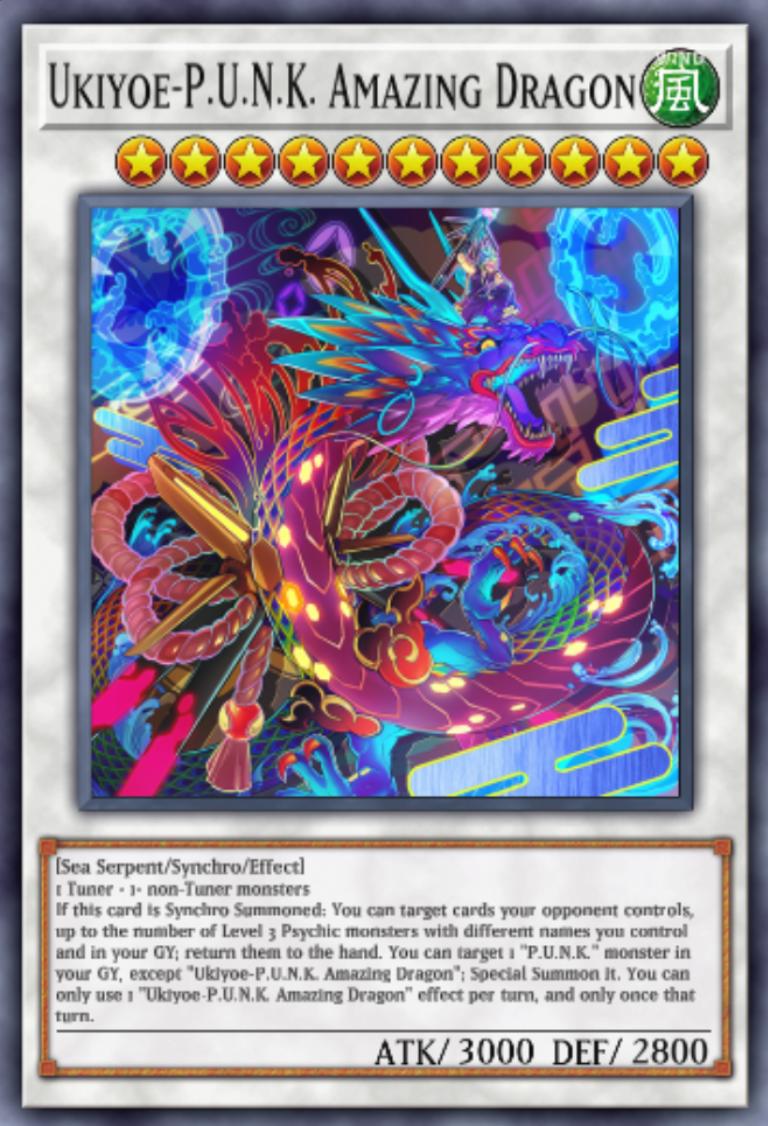 UKIYOE-P.U.N.K. AMAZING DRAGON
WIND
風
[Sea Serpent/Synchro/Effect]
1 Tuner - 1- non-Tuner monsters
If this card is Synchro Summoned: You can target cards your opponent controls,
up to the number of Level 3 Psychic monsters with different names you control
and in your GY; return them to the hand. You can target 1 "P.U.N.K." monster in
your GY, except "Ukiyoe-P.U.N.K. Amazing Dragon"; Special Summon it. You can
only use 1 "Ukiyoe-P.U.N.K. Amazing Dragon" effect per turn, and only once that
turn.
ATK/ 3000 DEF/ 2800